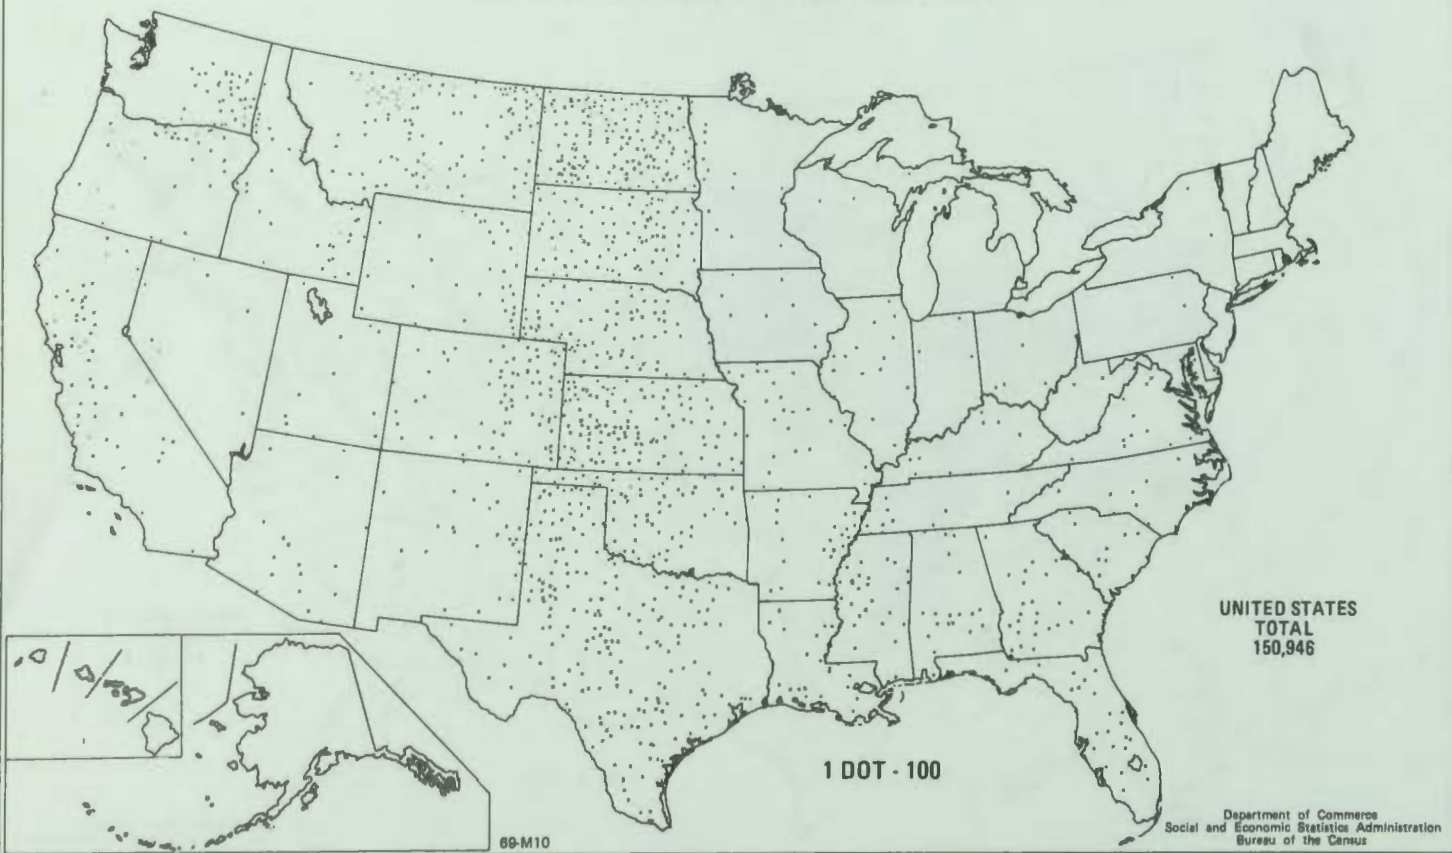 UNITED STATES
TOTAL
150,946
1 DOT - 100
69-M10
Department of Commerce
Social and Economic Statistics Administration
Bureau of the Census